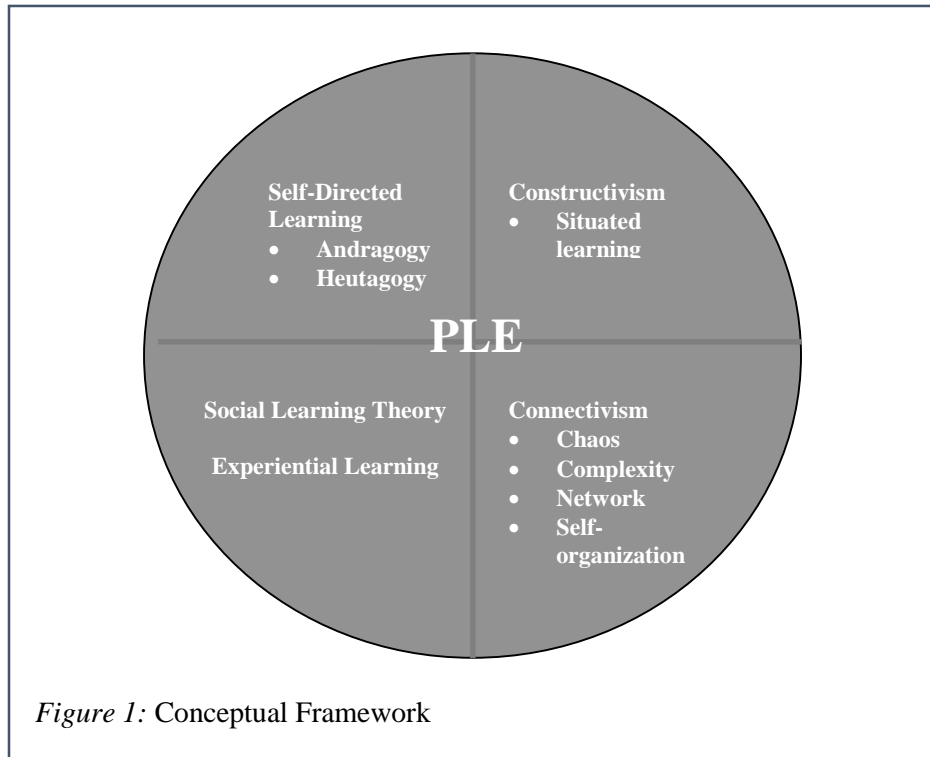 Self-Directed
Learning
• Andragogy
• Heutagogy
Constructivism
• Situated
learning
PLE
Social Learning Theory
Experiential Learning
Connectivism
• Chaos
• Complexity
• Network
• Self-
organization
Figure 1: Conceptual Framework